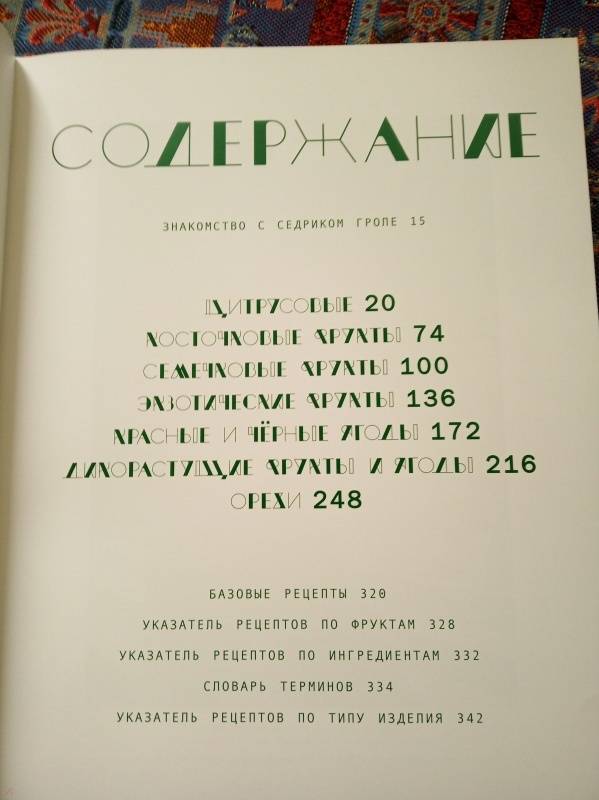 СОДЕРЖАНИЕ
ЗНАКОМСТВО С СЕДРИКОМ ГРОЛЕ 15
ЦИТРУСОВЫЕ 20
КОСТОЧКОВЫЕ ФРУКТЫ 74
СЕМЕЧКОВЫЕ ФРУКТЫ 100
ЭКЗОТИЧЕСКИЕ ФРУКТЫ 136
КРАСНЫЕ И ЧЁРНЫЕ ЯГОДЫ 172
ДИКОРАСТУЩИЕ ФРУКТЫ И ЯГОДЫ 216
ОРЕХИ 248
БАЗОВЫЕ РЕЦЕПТЫ 320
УКАЗАТЕЛЬ РЕЦЕПТОВ ПО ФРУКТАМ 328
УКАЗАТЕЛЬ РЕЦЕПТОВ ПО ИНГРЕДИЕНТАМ 332
СЛОВАРЬ ТЕРМИНОВ 334
УКАЗАТЕЛЬ РЕЦЕПТОВ ПО ТИПУ ИЗДЕЛИЯ 342